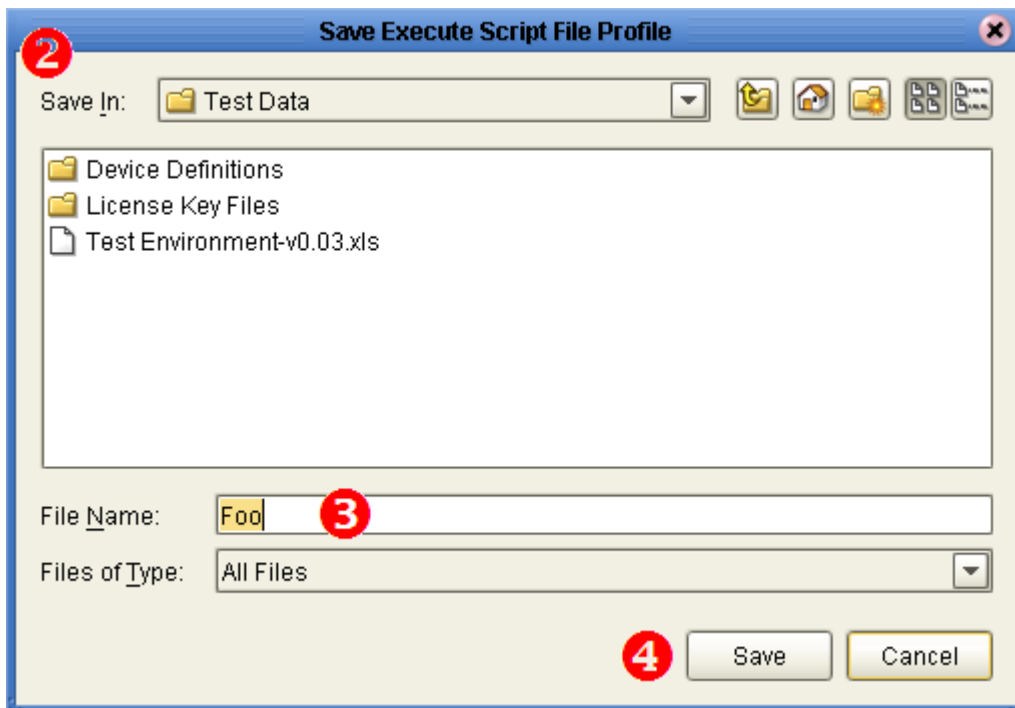 Save Execute Script File Profile
2
Save In: Test Data
Device Definitions
License Key Files
Test Environment-v0.03.xls
File Name: Foo 3
Files of Type: All Files
4 Save Cancel